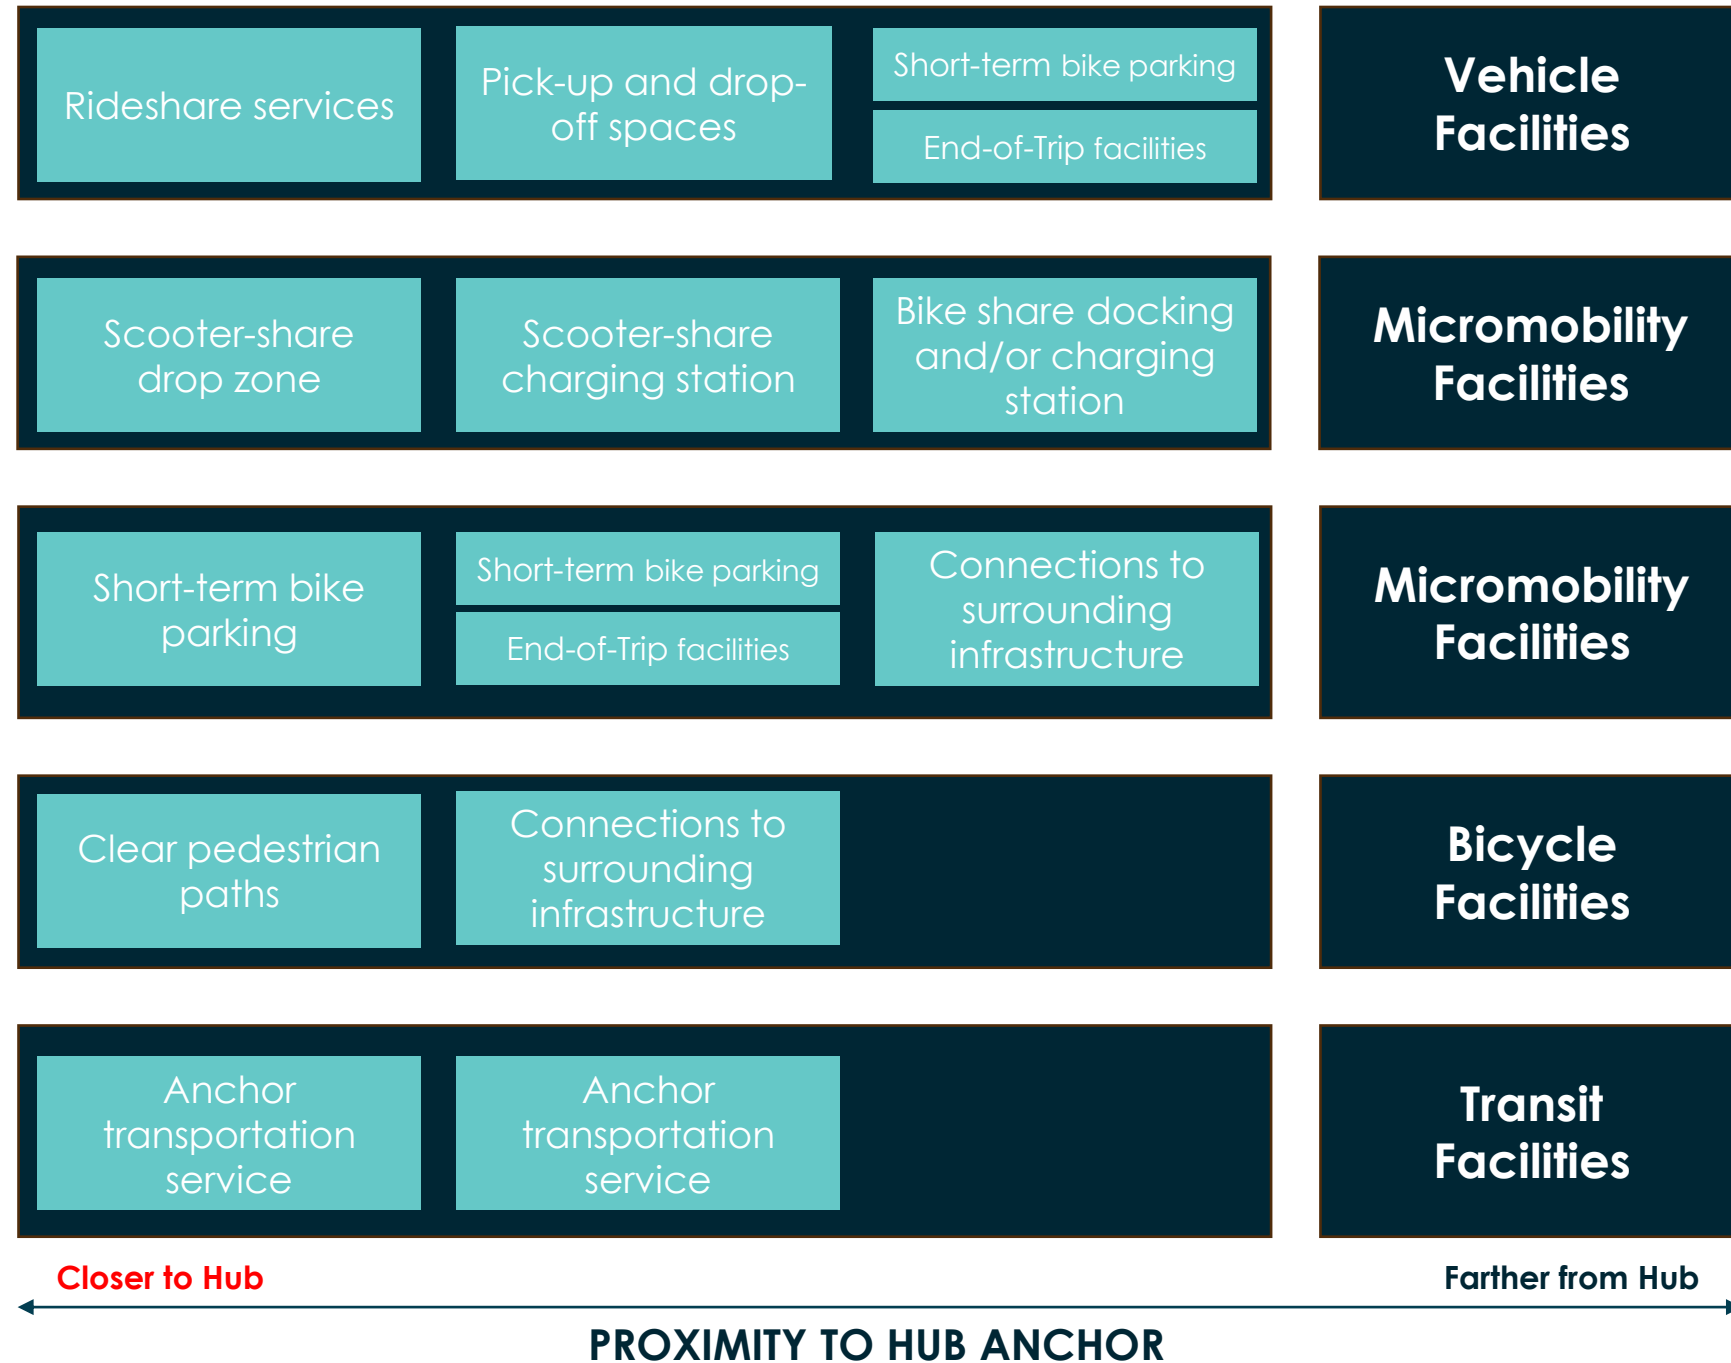 Rideshare services
Pick-up and drop-
off spaces
Short-term bike parking
End-of-Trip facilities
Vehicle
Facilities
Scooter-share
drop zone
Scooter-share
charging station
Bike share docking
and/or charging
station
Micromobility
Facilities
Short-term bike
parking
Short-term bike parking
End-of-Trip facilities
Connections to
surrounding
infrastructure
Micromobility
Facilities
Clear pedestrian
paths
Connections to
surrounding
infrastructure
Bicycle
Facilities
Anchor
transportation
service
Anchor
transportation
service
Transit
Facilities
Closer to Hub
Farther from Hub
PROXIMITY TO HUB ANCHOR